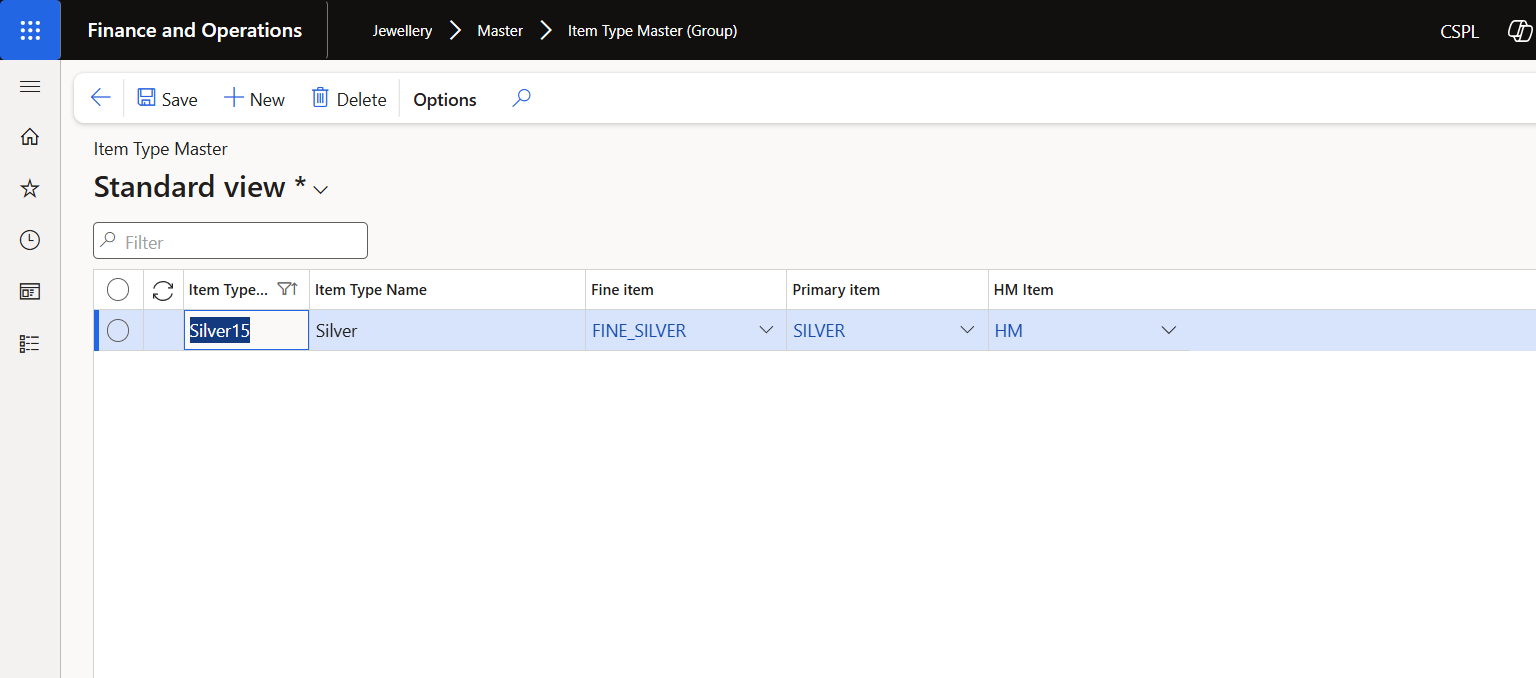 Finance and Operations Jewellery Master Item Type Master (Group) CSPL
Save New Delete Options
Item Type Master
Standard view *
Filter
Item Type... Item Type Name Fine item Primary item HM Item
Silver15 Silver FINE_SILVER SILVER HM